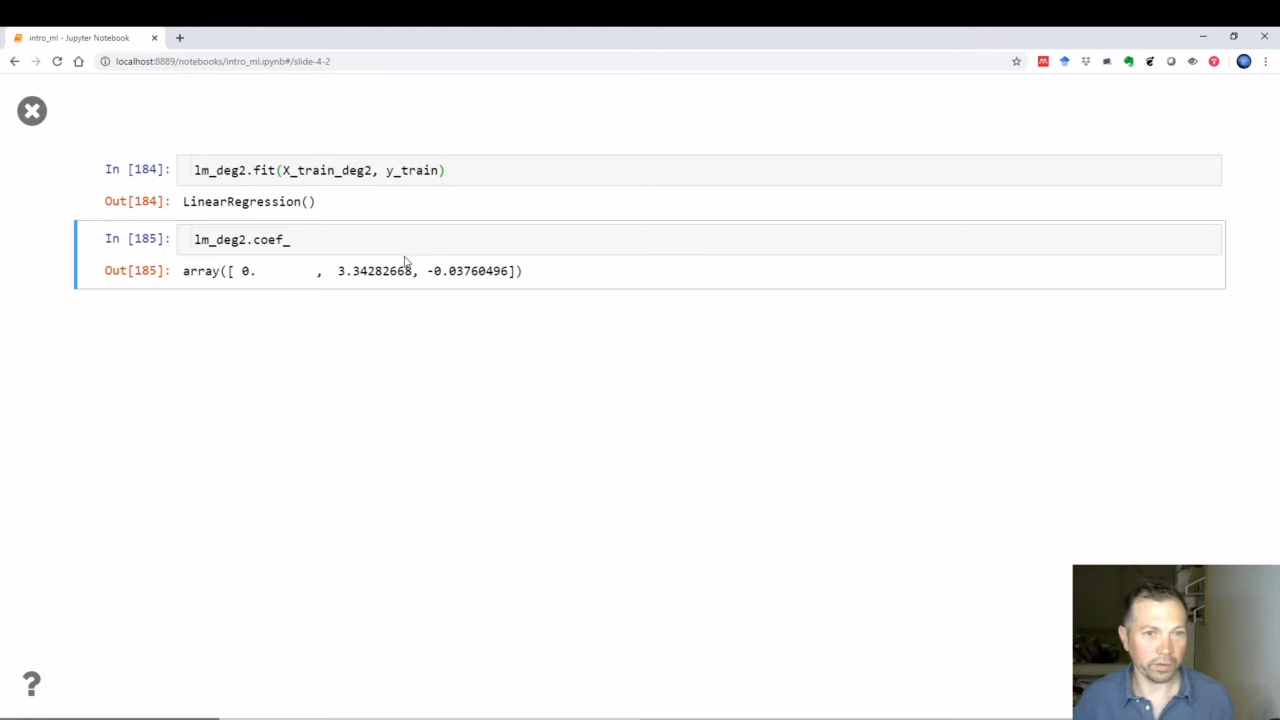 intro_ml - Jupyter Notebook
localhost:8889/notebooks/intro_ml.ipynb#/slide-4-2
In [184]: lm_deg2.fit(X_train_deg2, y_train)
Out[184]: LinearRegression()
In [185]: lm_deg2.coef_
Out[185]: array([ 0.        ,  3.34282668, -0.03760496])
?